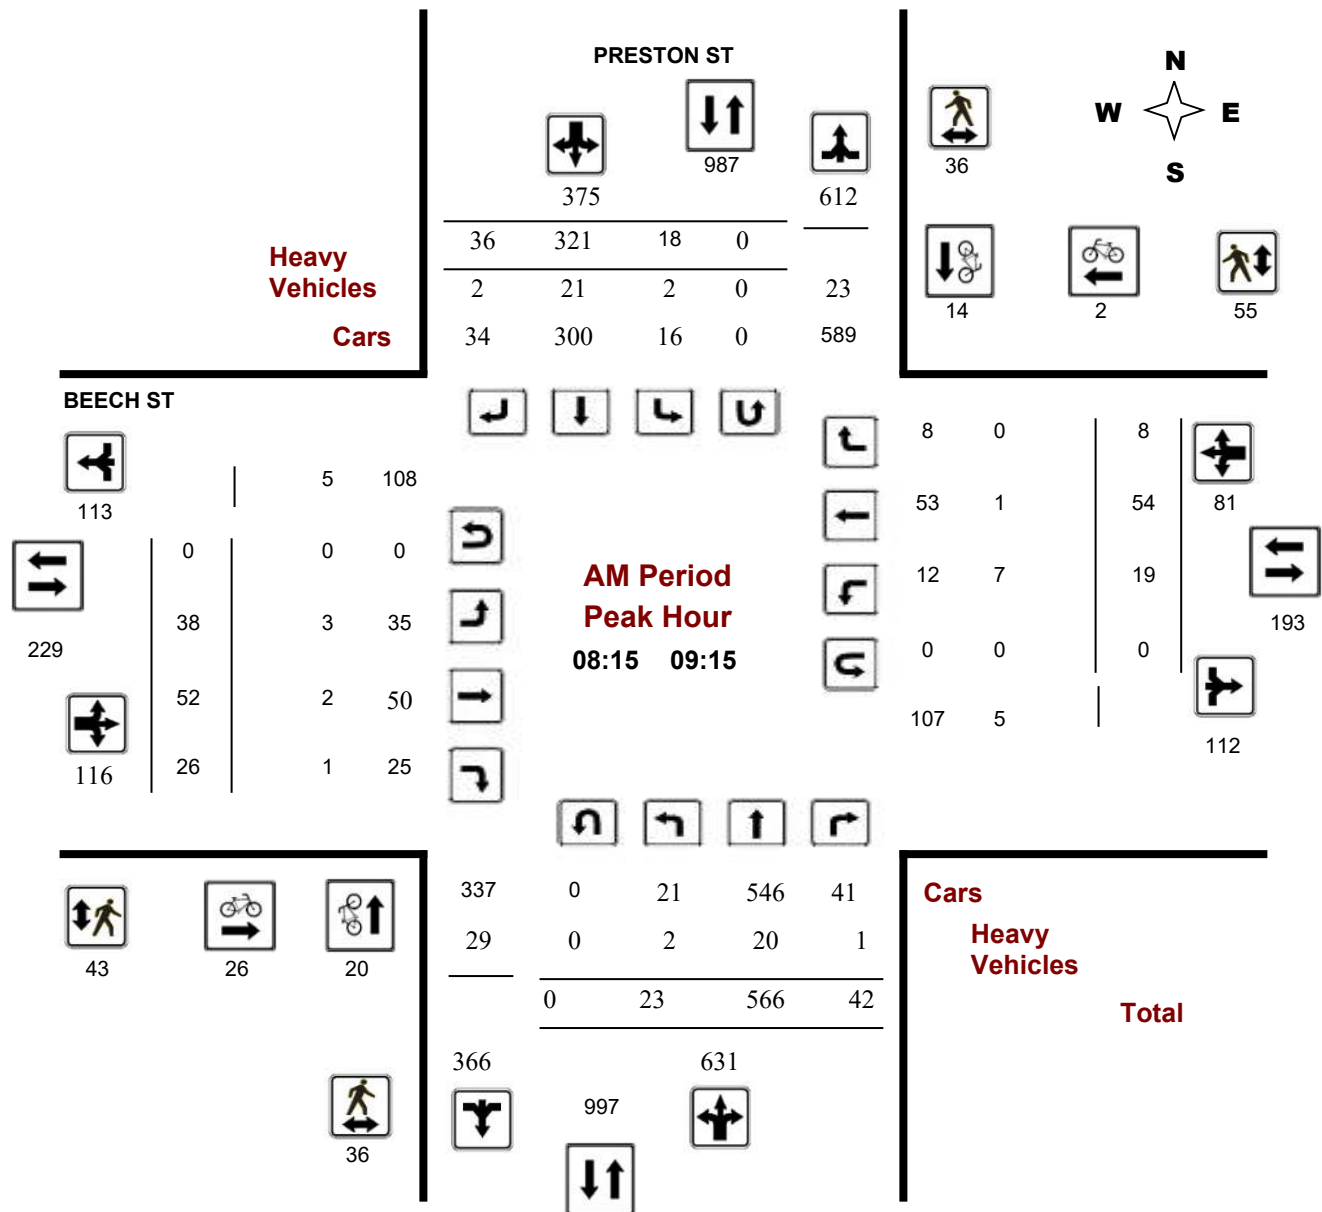 PRESTON ST
N
W E
S
987
36
375
612
36 321 18 0
Heavy
Vehicles
2 21 2 0 23
14 2 55
Cars
34 300 16 0 589
BEECH ST
8 0 8
113
5 108
53 1 54 81
0 0 0
AM Period
Peak Hour
12 7 19
229
38 3 35
193
08:15 09:15
0 0 0
52 2 50
107 5
112
116 26 1 25
337 0 21 546 41
Cars
29 0 2 20 1
Heavy
Vehicles
43 26 20
0 23 566 42
Total
366 631
997
36